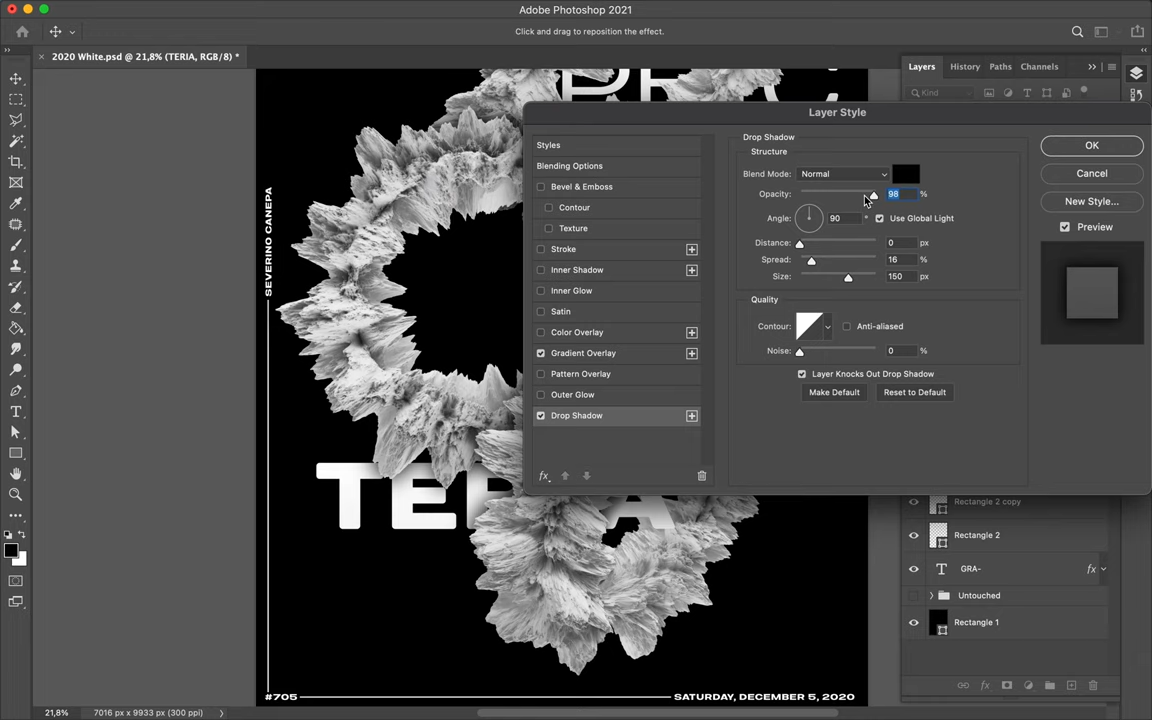 Adobe Photoshop 2021
Click and drag to reposition the effect.
2020 White.psd @ 21,8% (TERIA, RGB/8) *
Layers
History
Paths
Channels
Kind
Layer Style
Styles
Blending Options
Bevel & Emboss
Contour
Texture
Stroke
Inner Shadow
Inner Glow
Satin
Color Overlay
Gradient Overlay
Pattern Overlay
Outer Glow
Drop Shadow
fx
Drop Shadow
Structure
Blend Mode: Normal
Opacity: 98 %
Angle: 90 ° Use Global Light
Distance: 0 px
Spread: 16 %
Size: 150 px
Quality
Contour: Anti-aliased
Noise: 0 %
Layer Knocks Out Drop Shadow
Make Default
Reset to Default
OK
Cancel
New Style...
Preview
SEVERINO CANEPA
#705
SATURDAY, DECEMBER 5, 2020
Rectangle 2 copy
Rectangle 2
T GRA- fx
Untouched
Rectangle 1
fx
21,8%
7016 px x 9933 px (300 ppi)